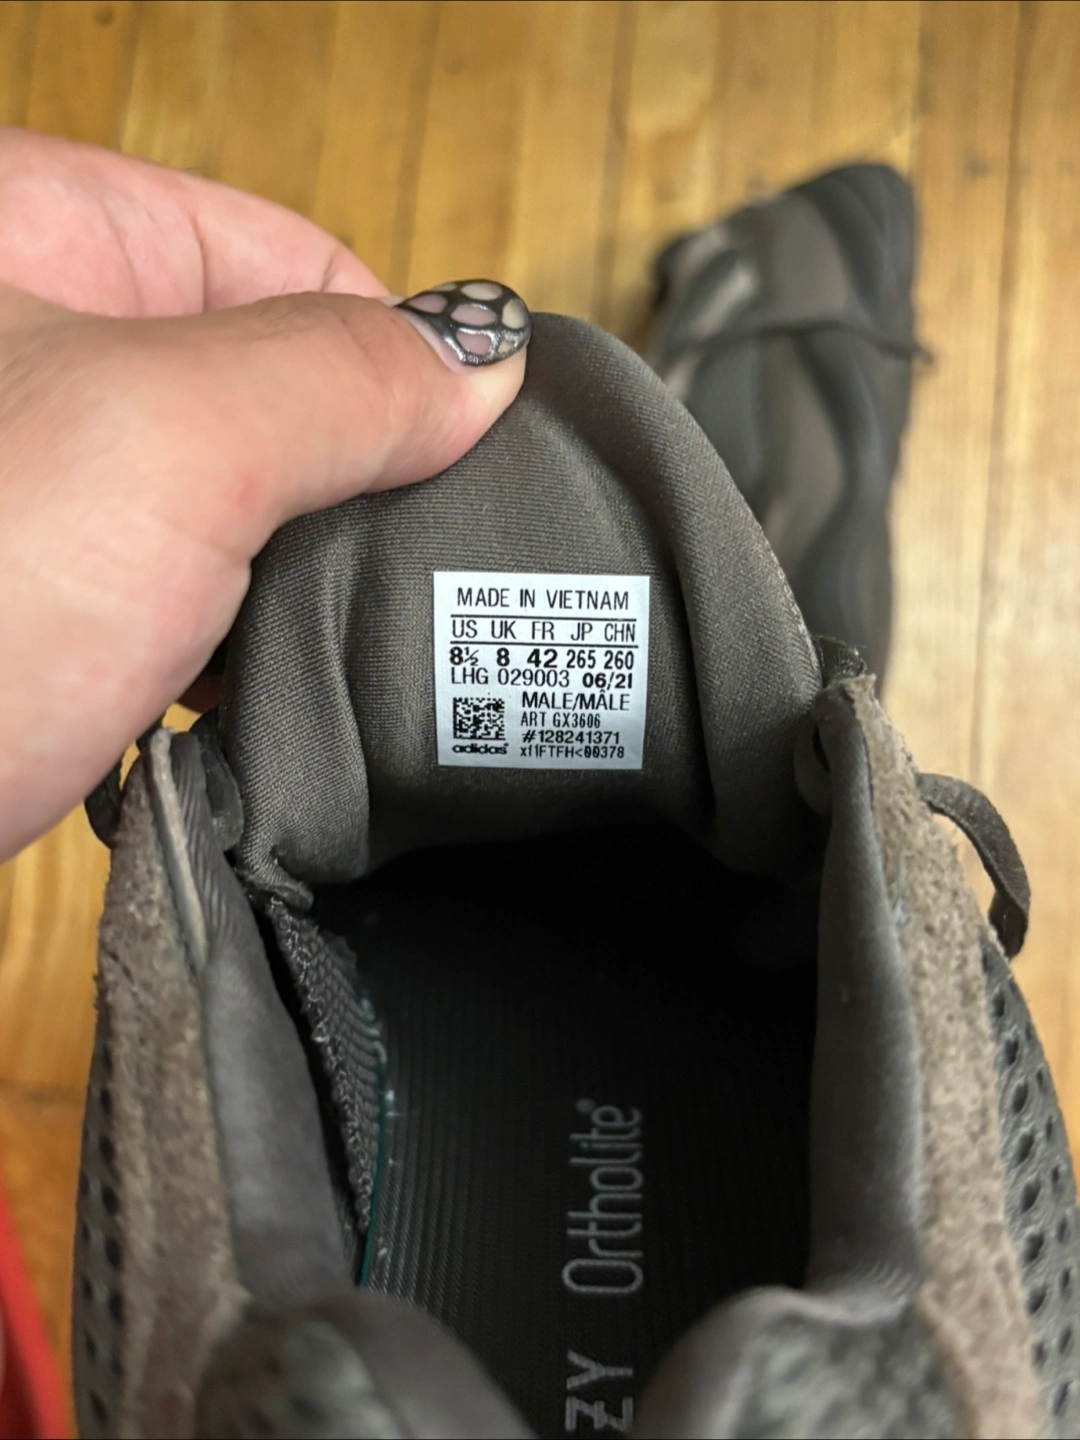 MADE IN VIETNAM
US UK FR JP CHN
8½ 8 42 265 260
LHG 029003 06/21
MALE/MÂLE
ART GX3606
#128241371
adidas® x11FTFH<00378
ZY Ortholite®